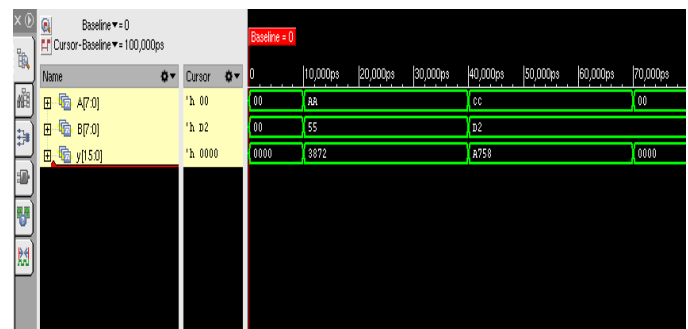 Baseline▼=0
Cursor-Baseline▼=100,000ps
Baseline = 0
Name Cursor 0 10,000ps 20,000ps 30,000ps 40,000ps 50,000ps 60,000ps 70,000ps
A[7:0] 'h 00 00 AA CC 00
B[7:0] 'h D2 00 55 D2
y[15:0] 'h 0000 0000 3872 A758 0000